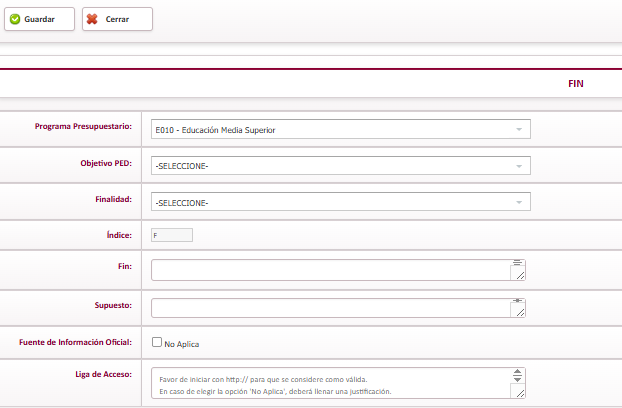 Guardar Cerrar
FIN
Programa Presupuestario: E010 - Educación Media Superior
Objetivo PED: -SELECCIONE-
Finalidad: -SELECCIONE-
Índice: F
Fin:
Supuesto:
Fuente de Información Oficial: No Aplica
Liga de Acceso: Favor de iniciar con http:// para que se considere como válida.
En caso de elegir la opción 'No Aplica', deberá llenar una justificación.